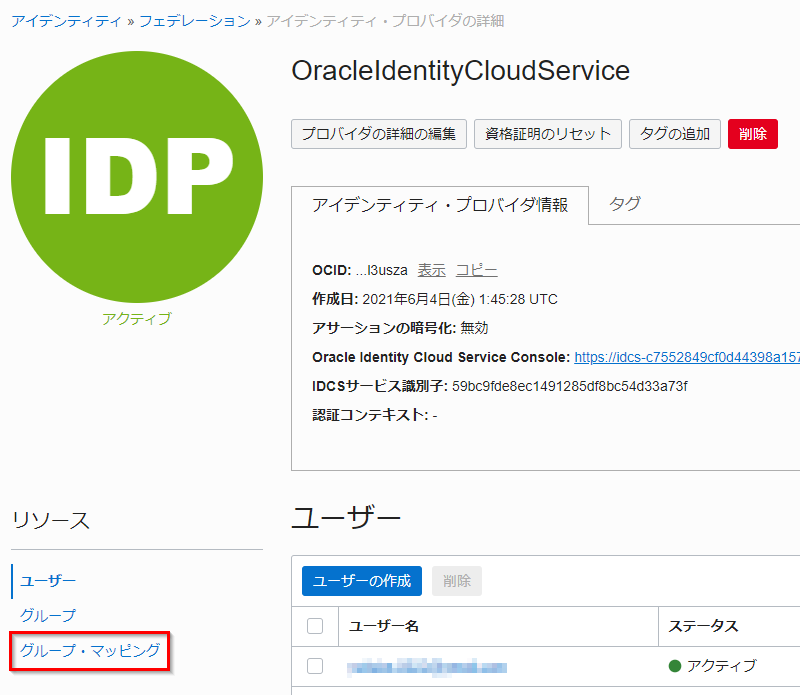 アイデンティティ » フェデレーション » アイデンティティ・プロバイダの詳細
IDP
アクティブ
OracleIdentityCloudService
プロバイダの詳細の編集 資格証明のリセット タグの追加 削除
アイデンティティ・プロバイダ情報 タグ
OCID: ...l3usza 表示 コピー
作成日: 2021年6月4日(金) 1:45:28 UTC
アサーションの暗号化: 無効
Oracle Identity Cloud Service Console: https://idcs-c7552849cf0d44398a157
IDCSサービス識別子: 59bc9fde8ec1491285df8bc54d33a73f
認証コンテキスト: -
リソース
ユーザー
グループ
グループ・マッピング
ユーザー
ユーザーの作成 削除
ユーザー名 ステータス
アクティブ